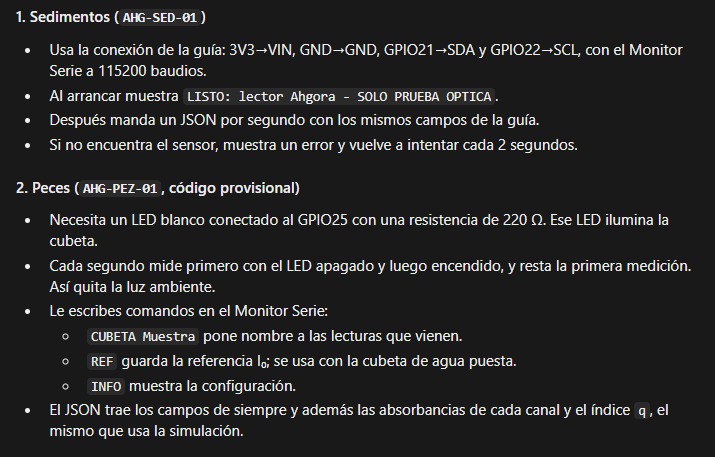 1. Sedimentos (AHG-SED-01)
• Usa la conexión de la guía: 3V3→VIN, GND→GND, GPIO21→SDA y GPIO22→SCL, con el Monitor
Serie a 115200 baudios.
• Al arrancar muestra LISTO: lector Ahgora - SOLO PRUEBA OPTICA.
• Después manda un JSON por segundo con los mismos campos de la guía.
• Si no encuentra el sensor, muestra un error y vuelve a intentar cada 2 segundos.
2. Peces (AHG-PEZ-01, código provisional)
• Necesita un LED blanco conectado al GPIO25 con una resistencia de 220 Ω. Ese LED ilumina la
cubeta.
• Cada segundo mide primero con el LED apagado y luego encendido, y resta la primera medición.
Así quita la luz ambiente.
• Le escribes comandos en el Monitor Serie:
○ CUBETA Muestra pone nombre a las lecturas que vienen.
○ REF guarda la referencia I₀; se usa con la cubeta de agua puesta.
○ INFO muestra la configuración.
• El JSON trae los campos de siempre y además las absorbancias de cada canal y el índice q, el
mismo que usa la simulación.